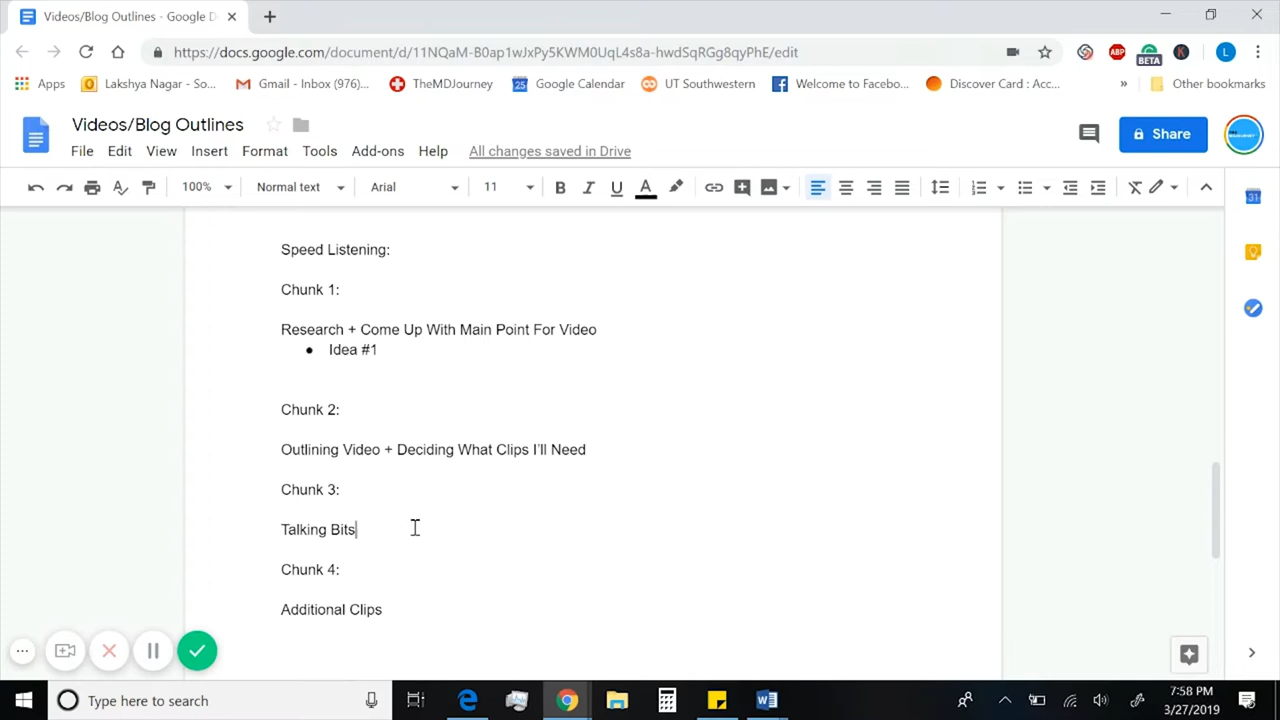 Videos/Blog Outlines - Google D
https://docs.google.com/document/d/11NQaM-B0ap1wJxPy5KWM0UqL4s8a-hwdSqRGg8qyPhE/edit
ABP
BETA
K
L
Apps
Lakshya Nagar - So...
Gmail - Inbox (976)...
TheMDJourney
Google Calendar
UT Southwestern
Welcome to Facebo...
Discover Card : Acc...
»
Other bookmarks
Videos/Blog Outlines
Share
File Edit View Insert Format Tools Add-ons Help All changes saved in Drive
100% Normal text Arial 11 B I U A
31
Speed Listening:
Chunk 1:
Research + Come Up With Main Point For Video
● Idea #1
Chunk 2:
Outlining Video + Deciding What Clips I'll Need
Chunk 3:
Talking Bits
Chunk 4:
Additional Clips
Type here to search
7:58 PM
3/27/2019